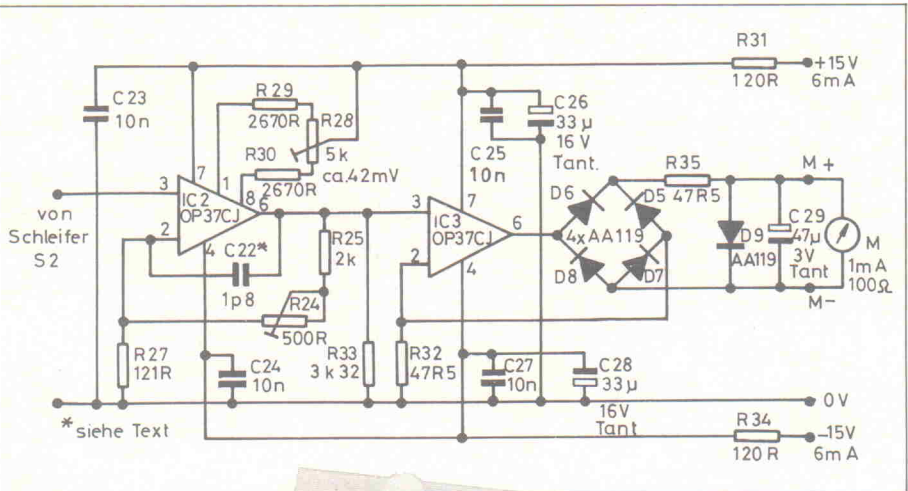 R31
+15V
120R
6mA
C23
10n
R29
2670R
R28
5k
ca.42mV
R30
2670R
7
1
8
6
3
2
4
IC2
OP37CJ
von
Schleifer
S2
C22*
1p8
R25
2k
R24
500R
R27
121R
C24
10n
R33
3k32
C25
10n
C26
33µ
16V
Tant.
7
3
2
4
6
IC3
OP37CJ
D6
D5
4xAA119
D8
D7
R35
47R5
M+
D9
AA119
C29
47µ
3V
Tant
M
1mA
100Ω
M-
R32
47R5
C27
10n
C28
33µ
16V
Tant
0V
*siehe Text
R34
-15V
120R
6mA